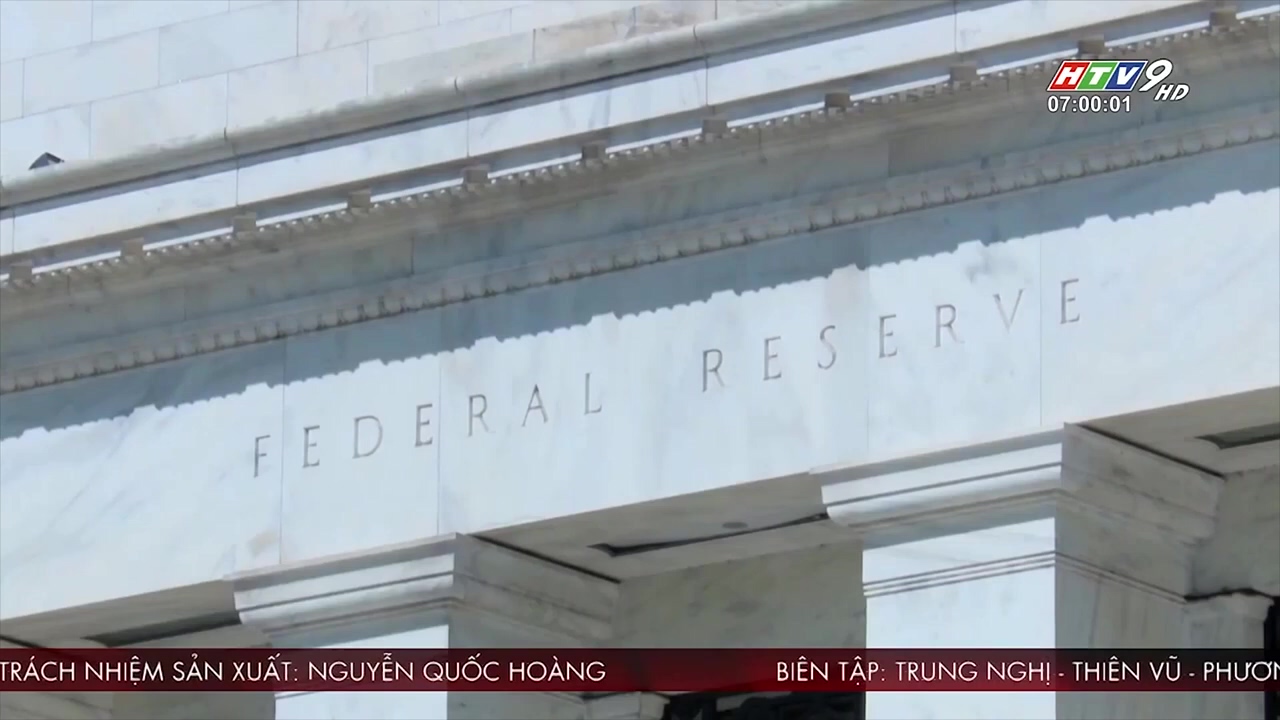 HTV9 HD
07:00:01
FEDERAL RESERVE
TRÁCH NHIỆM SẢN XUẤT: NGUYỄN QUỐC HOÀNG BIÊN TẬP: TRUNG NGHỊ - THIÊN VŨ -